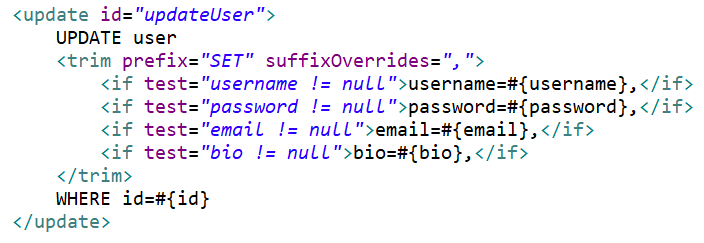 <update id="updateUser">
    UPDATE user
    <trim prefix="SET" suffixOverrides=",">
        <if test="username != null">username=#{username},</if>
        <if test="password != null">password=#{password},</if>
        <if test="email != null">email=#{email},</if>
        <if test="bio != null">bio=#{bio},</if>
    </trim>
    WHERE id=#{id}
</update>